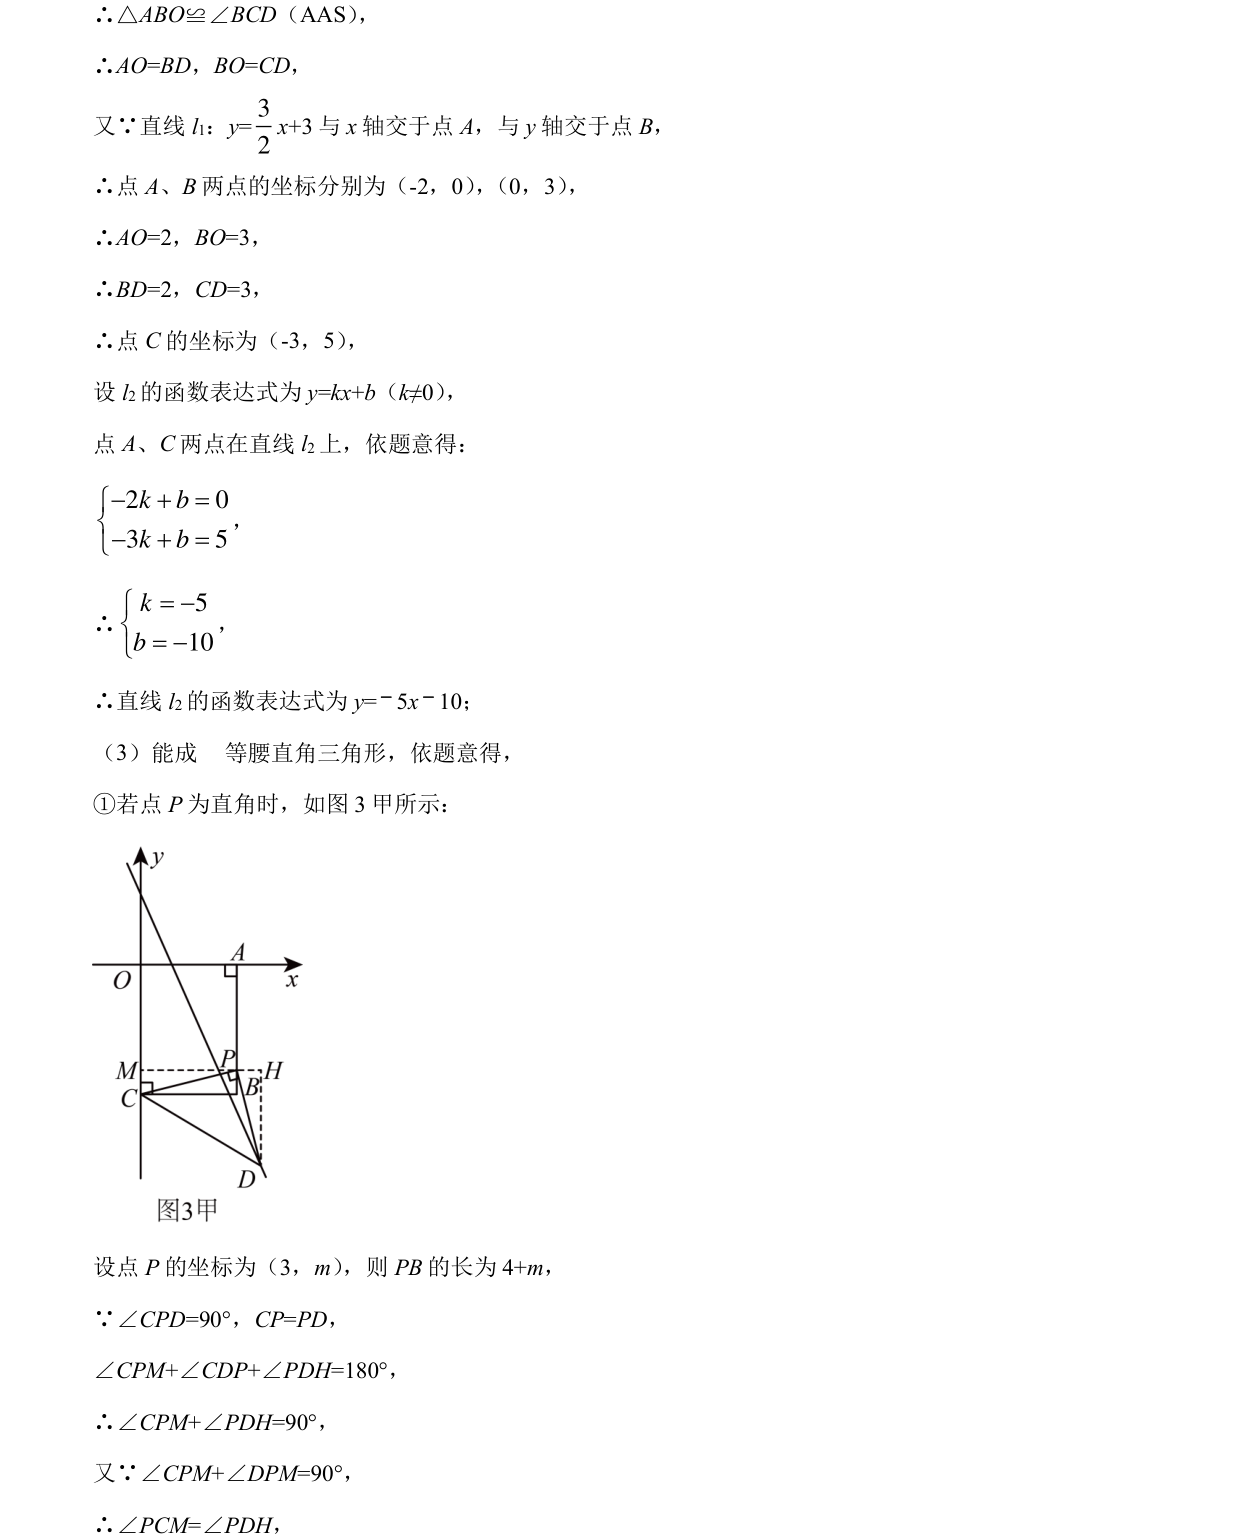 ∴△ABO≌∠BCD（AAS），
∴AO=BD，BO=CD，
又∵直线 l₁：y=3/2 x+3 与 x 轴交于点 A，与 y 轴交于点 B，
∴点 A、B 两点的坐标分别为（-2，0），（0，3），
∴AO=2，BO=3，
∴BD=2，CD=3，
∴点 C 的坐标为（-3，5），
设 l₂ 的函数表达式为 y=kx+b（k≠0），
点 A、C 两点在直线 l₂ 上，依题意得：
{−2k+b=0
−3k+b=5，
∴{k=−5
b=−10，
∴直线 l₂ 的函数表达式为 y=﹣5x﹣10；
（3）能成 等腰直角三角形，依题意得，
①若点 P 为直角时，如图 3 甲所示：
y
A
O
x
P
M
H
B
C
D
图3甲
设点 P 的坐标为（3，m），则 PB 的长为 4+m，
∵∠CPD=90°，CP=PD，
∠CPM+∠CDP+∠PDH=180°，
∴∠CPM+∠PDH=90°，
又∵∠CPM+∠DPM=90°，
∴∠PCM=∠PDH，